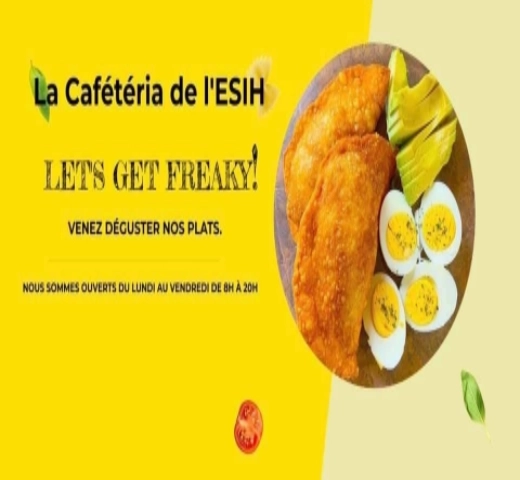 La Cafétéria de l'ESIH
LET'S GET FREAKY!
VENEZ DÉGUSTER NOS PLATS.
NOUS SOMMES OUVERTS DU LUNDI AU VENDREDI DE 8H À 20H